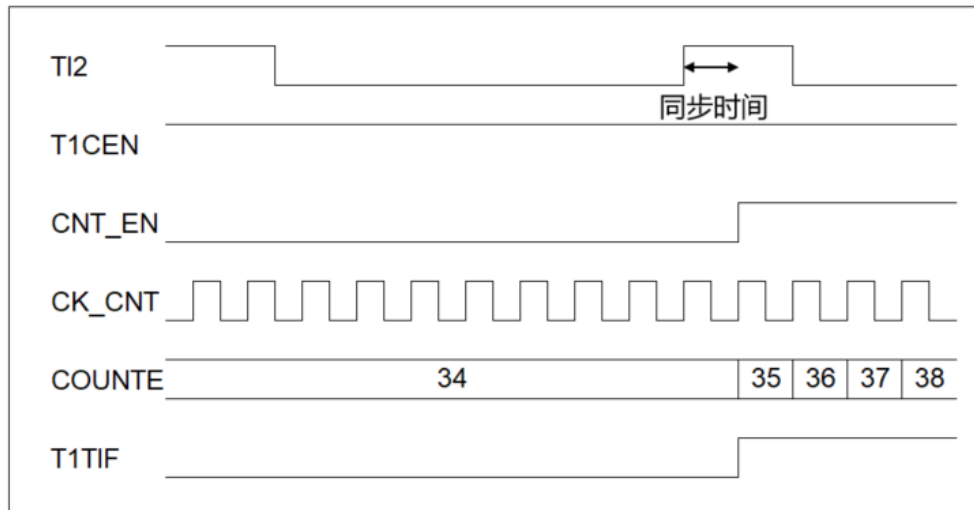 TI2
同步时间
T1CEN
CNT_EN
CK_CNT
COUNTE 34 35 36 37 38
T1TIF